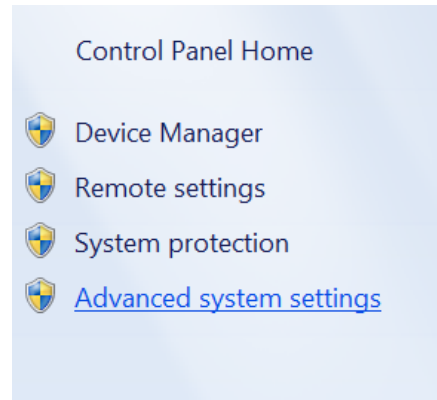 Control Panel Home
Device Manager
Remote settings
System protection
Advanced system settings